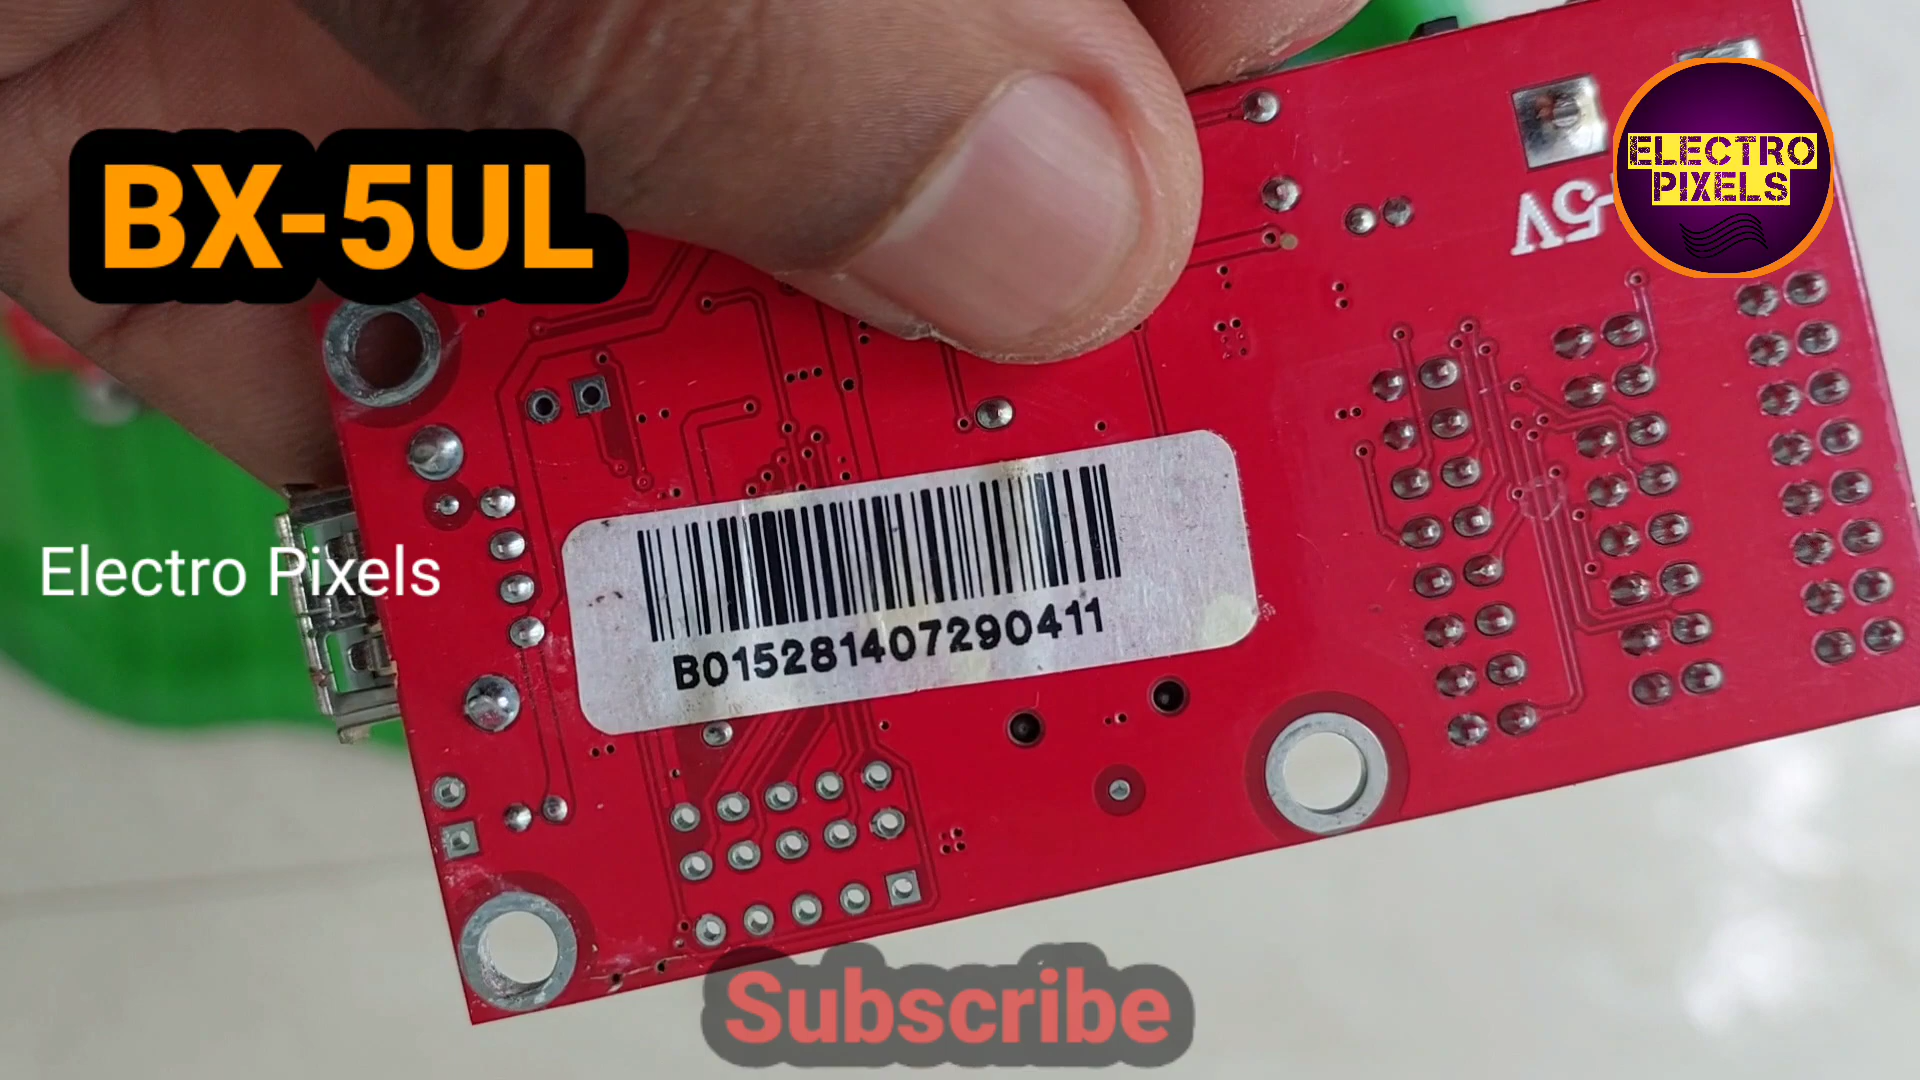 BX-5UL
ELECTRO
PIXELS
-5V
Electro Pixels
B015281407290411
Subscribe